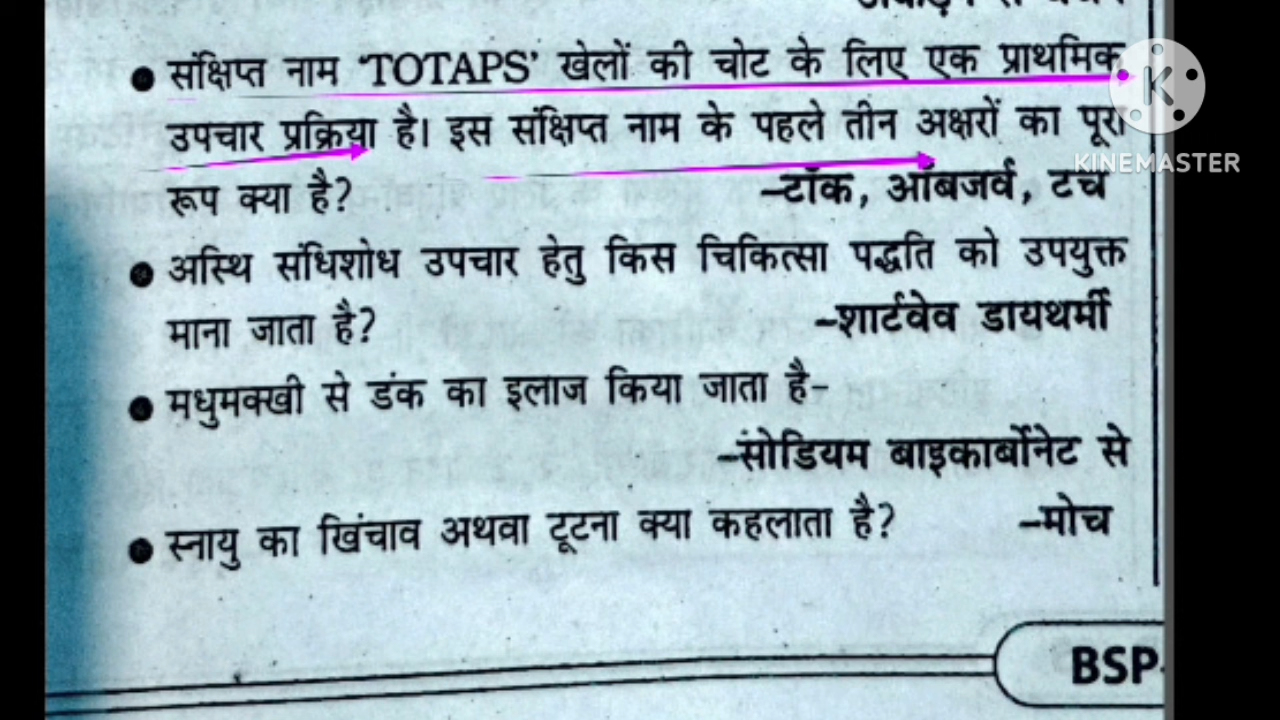 ● संक्षिप्त नाम 'TOTAPS' खेलों की चोट के लिए एक प्राथमिक
उपचार प्रक्रिया है। इस संक्षिप्त नाम के पहले तीन अक्षरों का पूरा
रूप क्या है? –टॉक, ऑबजर्व, टच
● अस्थि संधिशोध उपचार हेतु किस चिकित्सा पद्धति को उपयुक्त
माना जाता है? –शार्टवेव डायथर्मी
● मधुमक्खी से डंक का इलाज किया जाता है-
–सोडियम बाइकार्बोनेट से
● स्नायु का खिंचाव अथवा टूटना क्या कहलाता है? –मोच
BSP
K
KINEMASTER